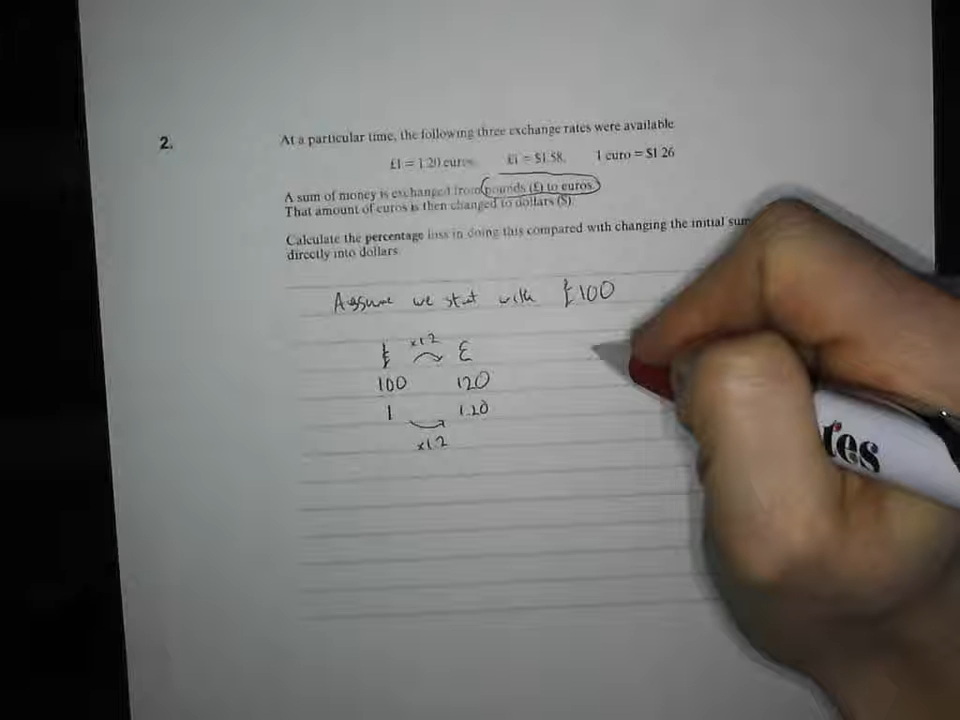 2.
At a particular time, the following three exchange rates were available
£1 = 1.20 euros £1 = $1.58 1 euro = $1.26
A sum of money is exchanged from pounds (£) to euros.
That amount of euros is then changed to dollars ($).
Calculate the percentage loss in doing this compared with changing the initial sum
directly into dollars
Assume we start with £100
£ x1.2 €
100 120
1 1.20
x1.2
tes